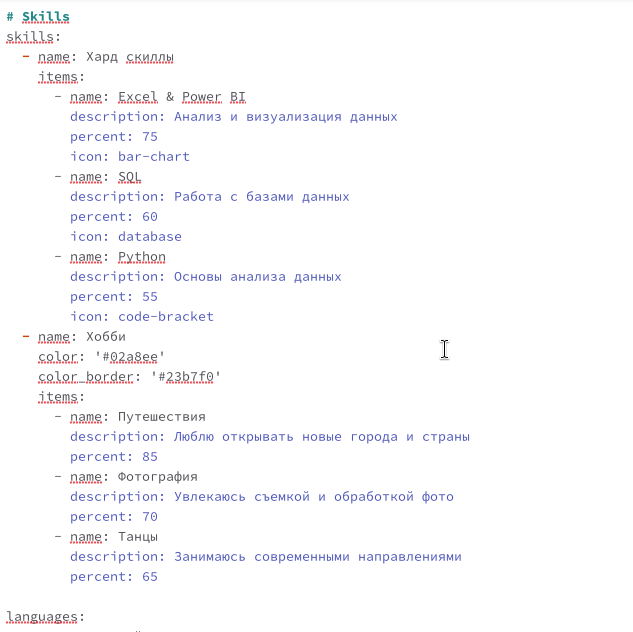 # Skills
skills:
- name: Хард скиллы
items:
- name: Excel & Power BI
description: Анализ и визуализация данных
percent: 75
icon: bar-chart
- name: SQL
description: Работа с базами данных
percent: 60
icon: database
- name: Python
description: Основы анализа данных
percent: 55
icon: code-bracket
- name: Хобби
color: '#02a8ee'
color_border: '#23b7f0'
items:
- name: Путешествия
description: Люблю открывать новые города и страны
percent: 85
- name: Фотография
description: Увлекаюсь съемкой и обработкой фото
percent: 70
- name: Танцы
description: Занимаюсь современными направлениями
percent: 65
languages: